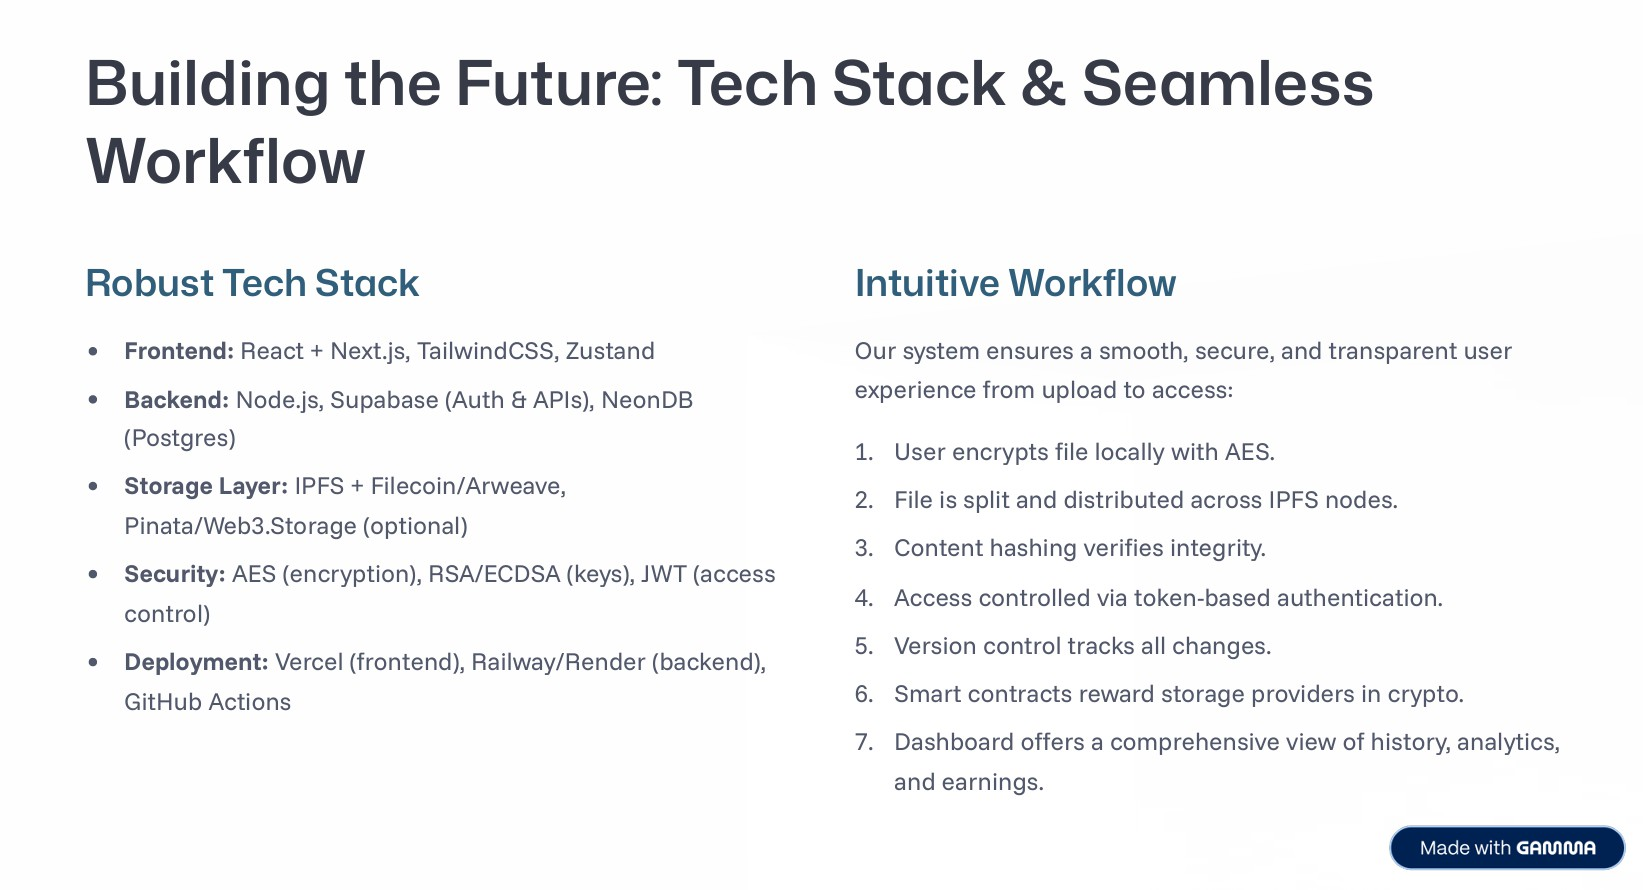 Building the Future: Tech Stack & Seamless
Workflow
Robust Tech Stack
• Frontend: React + Next.js, TailwindCSS, Zustand
• Backend: Node.js, Supabase (Auth & APIs), NeonDB
(Postgres)
• Storage Layer: IPFS + Filecoin/Arweave,
Pinata/Web3.Storage (optional)
• Security: AES (encryption), RSA/ECDSA (keys), JWT (access
control)
• Deployment: Vercel (frontend), Railway/Render (backend),
GitHub Actions
Intuitive Workflow
Our system ensures a smooth, secure, and transparent user
experience from upload to access:
1. User encrypts file locally with AES.
2. File is split and distributed across IPFS nodes.
3. Content hashing verifies integrity.
4. Access controlled via token-based authentication.
5. Version control tracks all changes.
6. Smart contracts reward storage providers in crypto.
7. Dashboard offers a comprehensive view of history, analytics,
and earnings.
Made with GAMMA